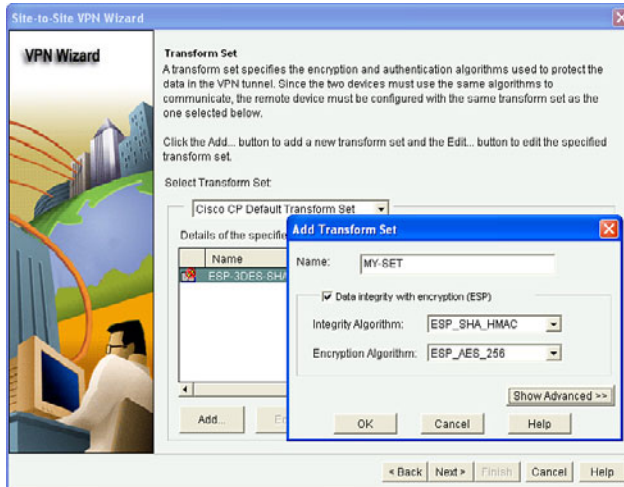 Site-to-Site VPN Wizard
VPN Wizard
Transform Set
A transform set specifies the encryption and authentication algorithms used to protect the
data in the VPN tunnel. Since the two devices must use the same algorithms to
communicate, the remote device must be configured with the same transform set as the
one selected below.
Click the Add... button to add a new transform set and the Edit... button to edit the specified
transform set.
Select Transform Set:
Cisco CP Default Transform Set
Details of the specifie
Name
ESP-3DES-SHA
Add...
Add Transform Set
Name:
MY-SET
Data integrity with encryption (ESP)
Integrity Algorithm:
ESP_SHA_HMAC
Encryption Algorithm:
ESP_AES_256
Show Advanced >>
OK
Cancel
Help
< Back
Next >
Finish
Cancel
Help